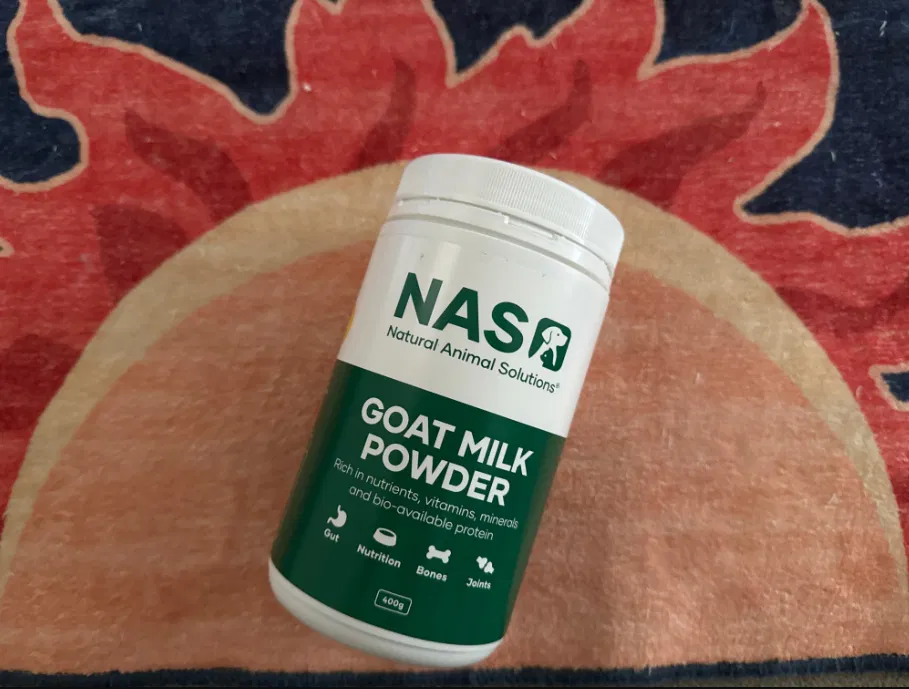 NAS
Natural Animal Solutions®
GOAT MILK
POWDER
Rich in nutrients, vitamins, minerals
and bio-available protein
Gut
Nutrition
Bones
Joints
400g